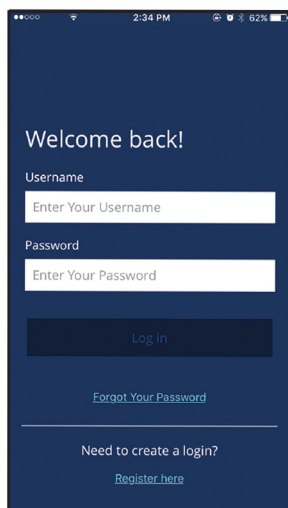 2:34 PM 62%
Welcome back!
Username
Enter Your Username
Password
Enter Your Password
Log in
Forgot Your Password
Need to create a login?
Register here